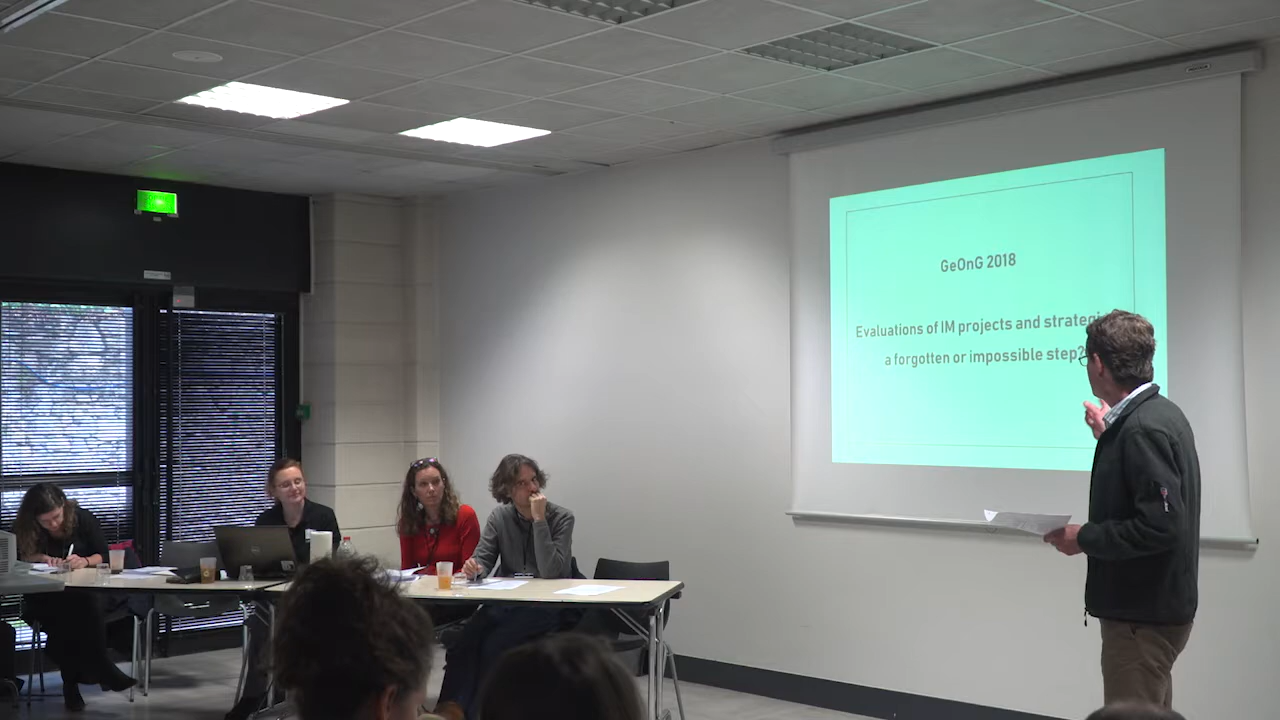 GeOnG 2018
Evaluations of IM projects and strategi
a forgotten or impossible step?